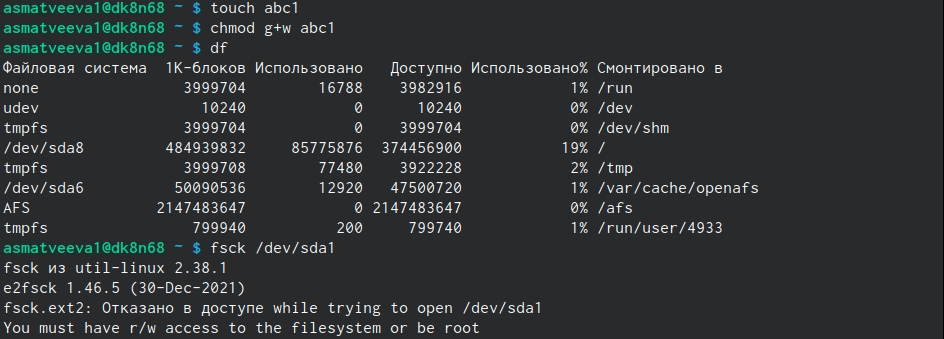 asmatveeva1@dk8n68 ~ $ touch abc1
asmatveeva1@dk8n68 ~ $ chmod g+w abc1
asmatveeva1@dk8n68 ~ $ df
Файловая система 1K-блоков Использовано Доступно Использовано% Смонтировано в
none 3999704 16788 3982916 1% /run
udev 10240 0 10240 0% /dev
tmpfs 3999704 0 3999704 0% /dev/shm
/dev/sda8 484939832 85775876 374456900 19% /
tmpfs 3999708 77480 3922228 2% /tmp
/dev/sda6 50090536 12920 47500720 1% /var/cache/openafs
AFS 2147483647 0 2147483647 0% /afs
tmpfs 799940 200 799740 1% /run/user/4933
asmatveeva1@dk8n68 ~ $ fsck /dev/sda1
fsck из util-linux 2.38.1
e2fsck 1.46.5 (30-Dec-2021)
fsck.ext2: Отказано в доступе while trying to open /dev/sda1
You must have r/w access to the filesystem or be root